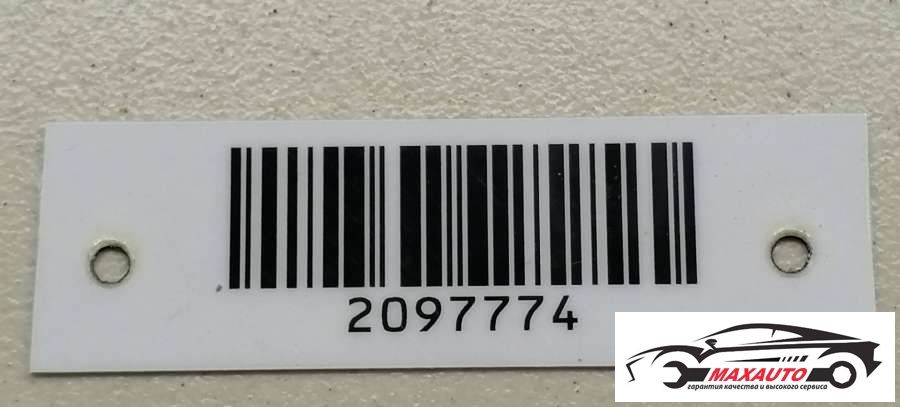 2097774
MAXAUTO
гарантия качества и высокого сервиса